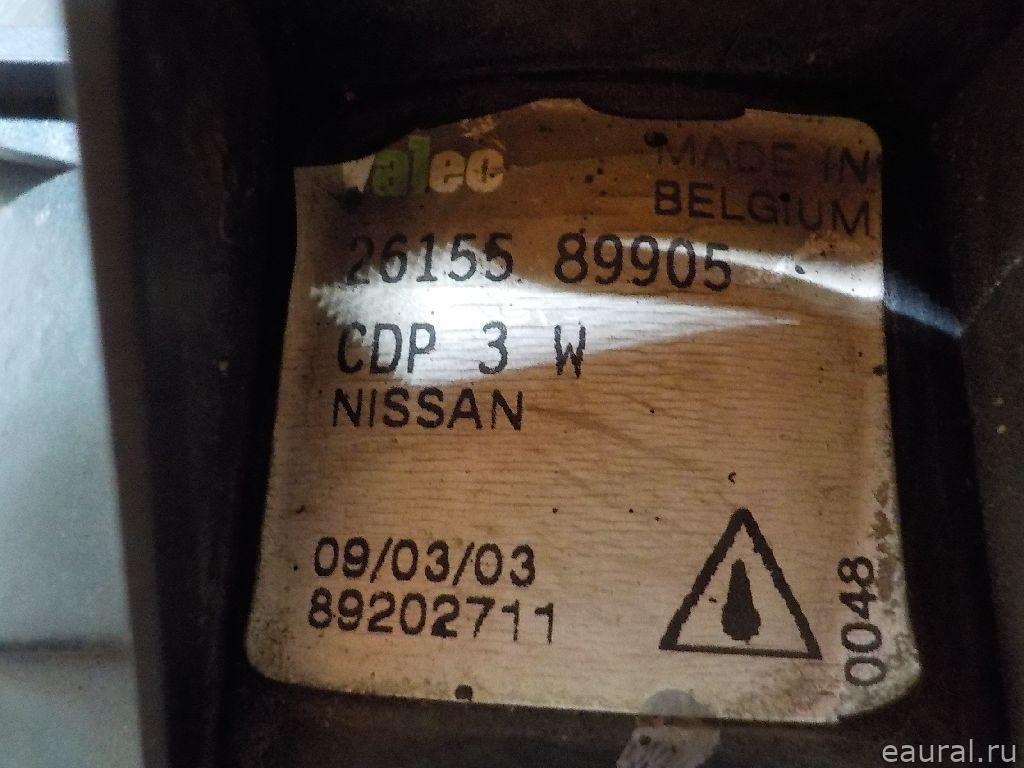 Valeo
MADE IN
BELGIUM
26155 89905
CDP 3 W
NISSAN
09/03/03
89202711
0048
eaural.ru